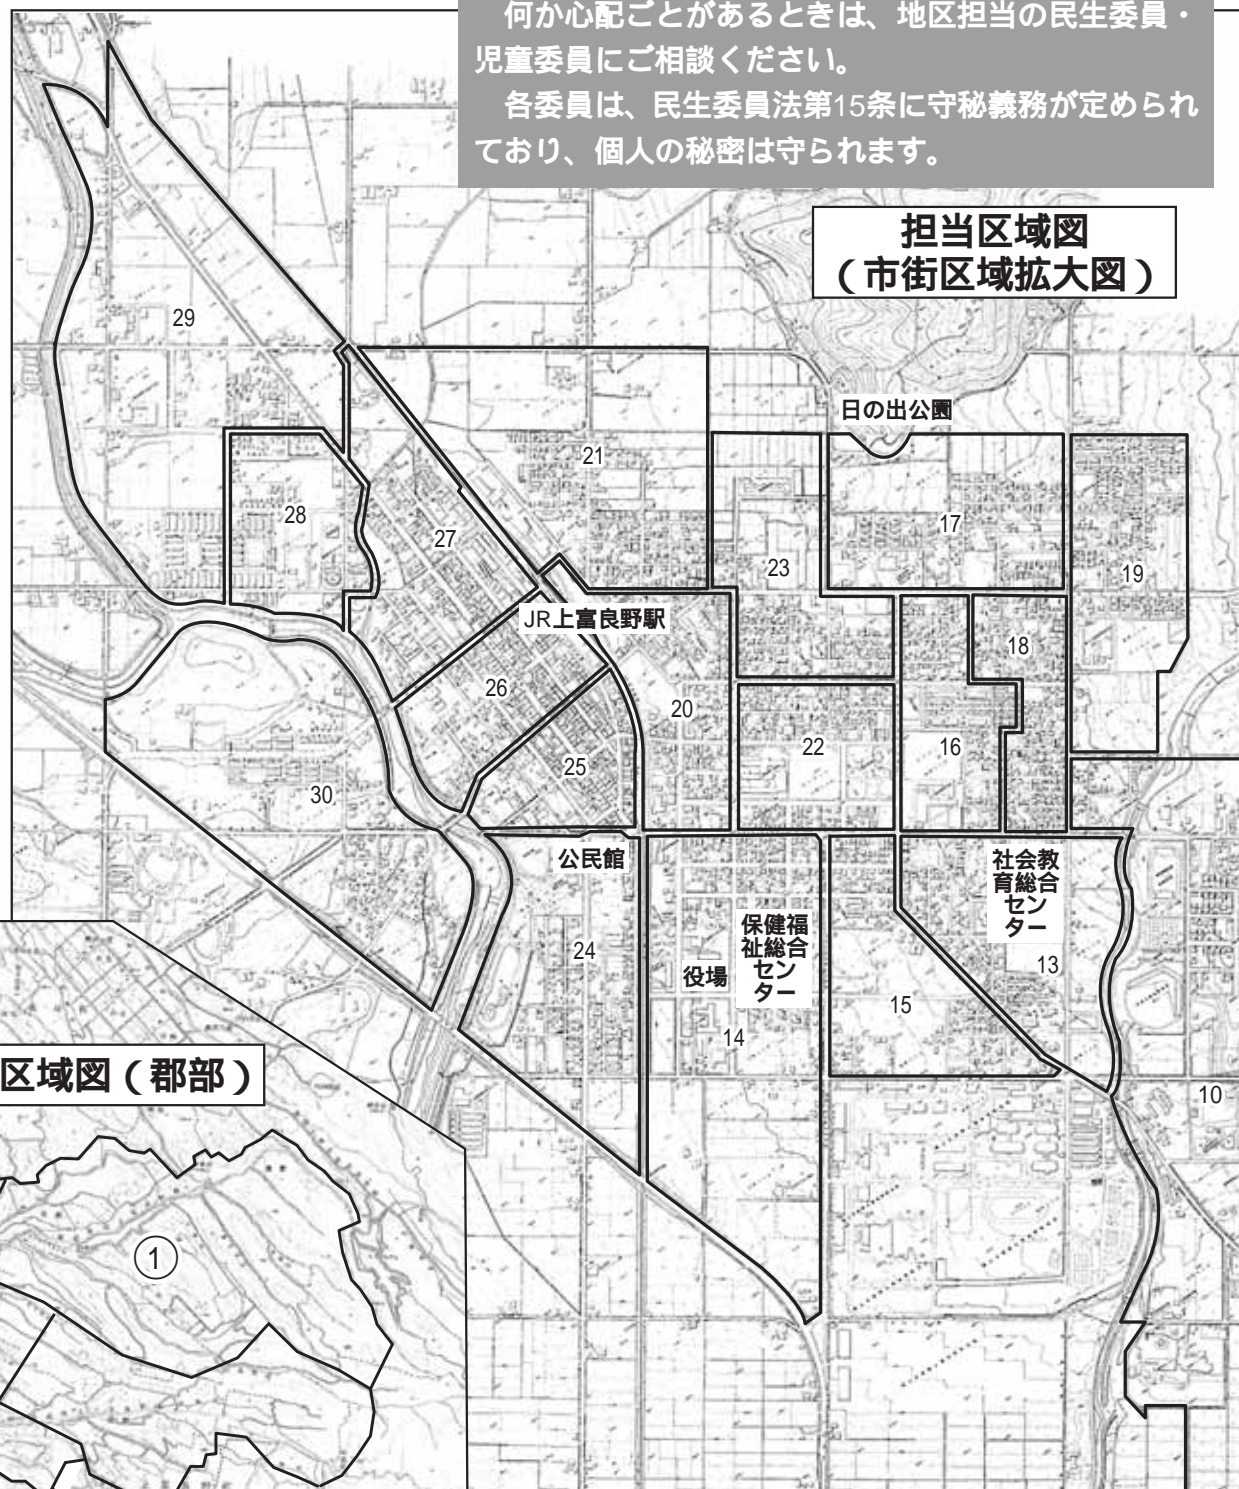 何か心配ごとがあるときは、地区担当の民生委員・
児童委員にご相談ください。
各委員は、民生委員法第15条に守秘義務が定められ
ており、個人の秘密は守られます。
担当区域図
（市街区域拡大図）
29
日の出公園
21
28
27
17
23
19
JR上富良野駅
18
26
20
22
16
25
30
公民館
社会教
育総合
セン
ター
保健福
祉総合
セン
ター
24
役場
13
15
14
区域図（郡部）
10
1